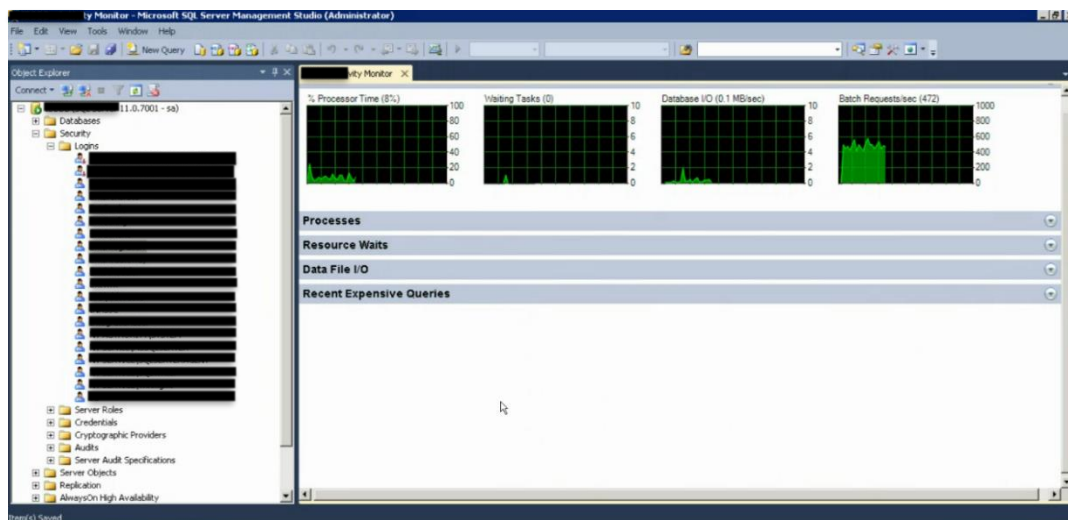 ty Monitor - Microsoft SQL Server Management Studio (Administrator)
File Edit View Tools Window Help
New Query
Object Explorer
vity Monitor
Connect
11.0.7001 - sa)
Databases
Security
Logins
Server Roles
Credentials
Cryptographic Providers
Audits
Server Audit Specifications
Server Objects
Replication
AlwaysOn High Availability
% Processor Time (8%)
100
80
60
40
20
0
Waiting Tasks (0)
10
8
6
4
2
0
Database I/O (0.1 MB/sec)
10
8
6
4
2
0
Batch Requests/sec (472)
1000
800
600
400
200
0
Processes
Resource Waits
Data File I/O
Recent Expensive Queries
Item(s) Saved